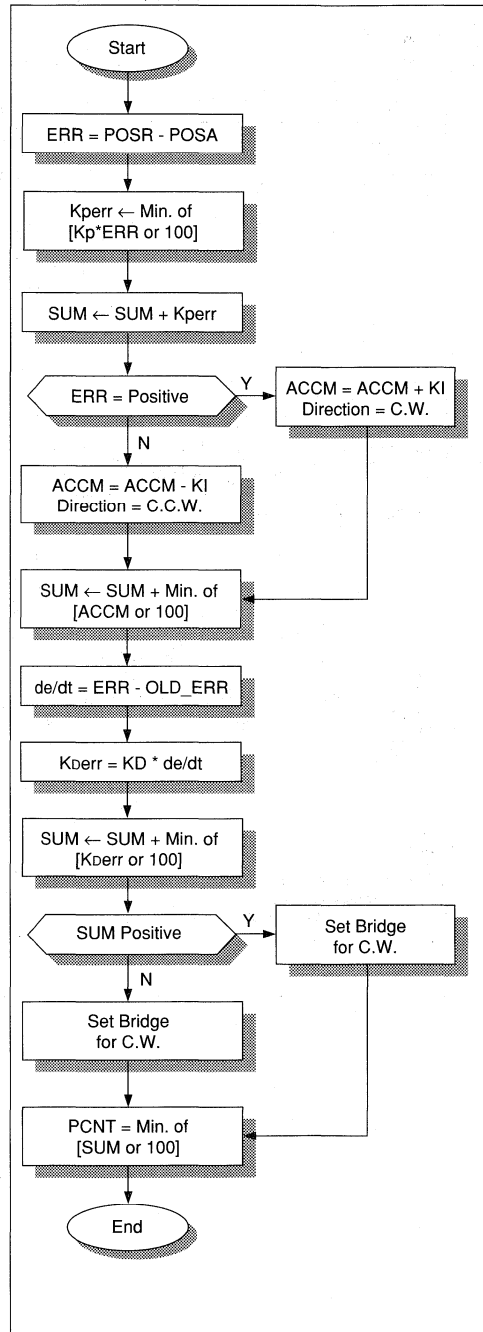 Start
ERR = POSR - POSA
Kperr ← Min. of
[Kp*ERR or 100]
SUM ← SUM + Kperr
ERR = Positive
Y
ACCM = ACCM + KI
Direction = C.W.
N
ACCM = ACCM - KI
Direction = C.C.W.
SUM ← SUM + Min. of
[ACCM or 100]
de/dt = ERR - OLD_ERR
KDerr = KD * de/dt
SUM ← SUM + Min. of
[KDerr or 100]
SUM Positive
Y
Set Bridge
for C.W.
N
Set Bridge
for C.W.
PCNT = Min. of
[SUM or 100]
End